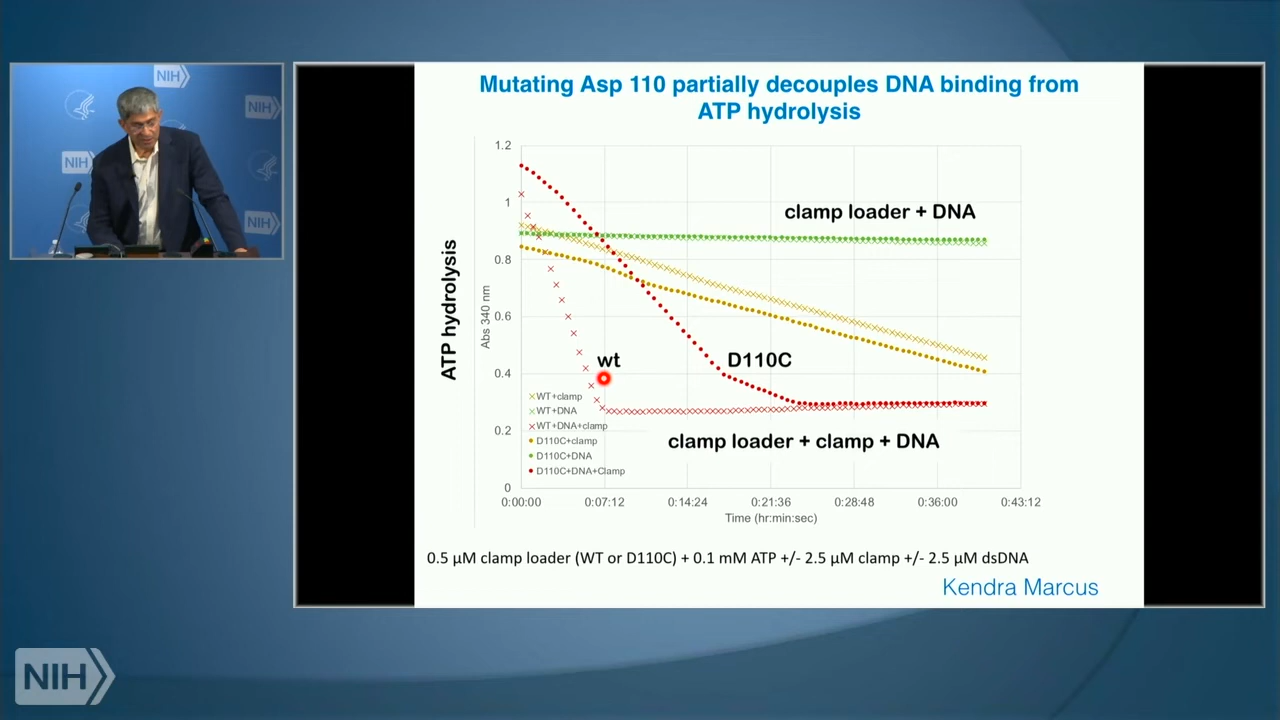 NIH
NIH
NIH
NIH
Mutating Asp 110 partially decouples DNA binding from
ATP hydrolysis
ATP hydrolysis
Abs 340 nm
1.2
1
0.8
0.6
0.4
0.2
0
clamp loader + DNA
wt
D110C
clamp loader + clamp + DNA
WT+clamp
WT+DNA
WT+DNA+clamp
D110C+clamp
D110C+DNA
D110C+DNA+Clamp
0:00:00 0:07:12 0:14:24 0:21:36 0:28:48 0:36:00 0:43:12
Time (hr:min:sec)
0.5 µM clamp loader (WT or D110C) + 0.1 mM ATP +/- 2.5 µM clamp +/- 2.5 µM dsDNA
Kendra Marcus
NIH